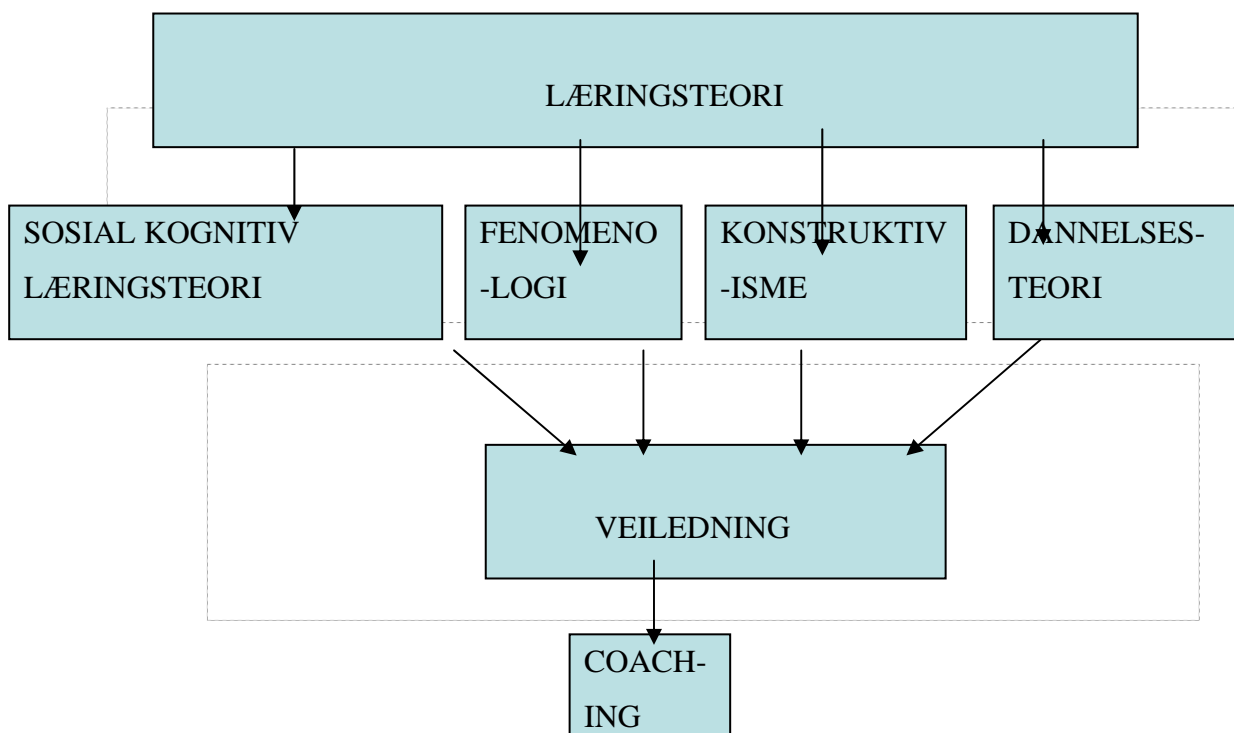 LÆRINGSTEORI
SOSIAL KOGNITIV
LÆRINGSTEORI
FENOMENO
-LOGI
KONSTRUKTIV
-ISME
DANNELSES-
TEORI
VEILEDNING
COACH-
ING